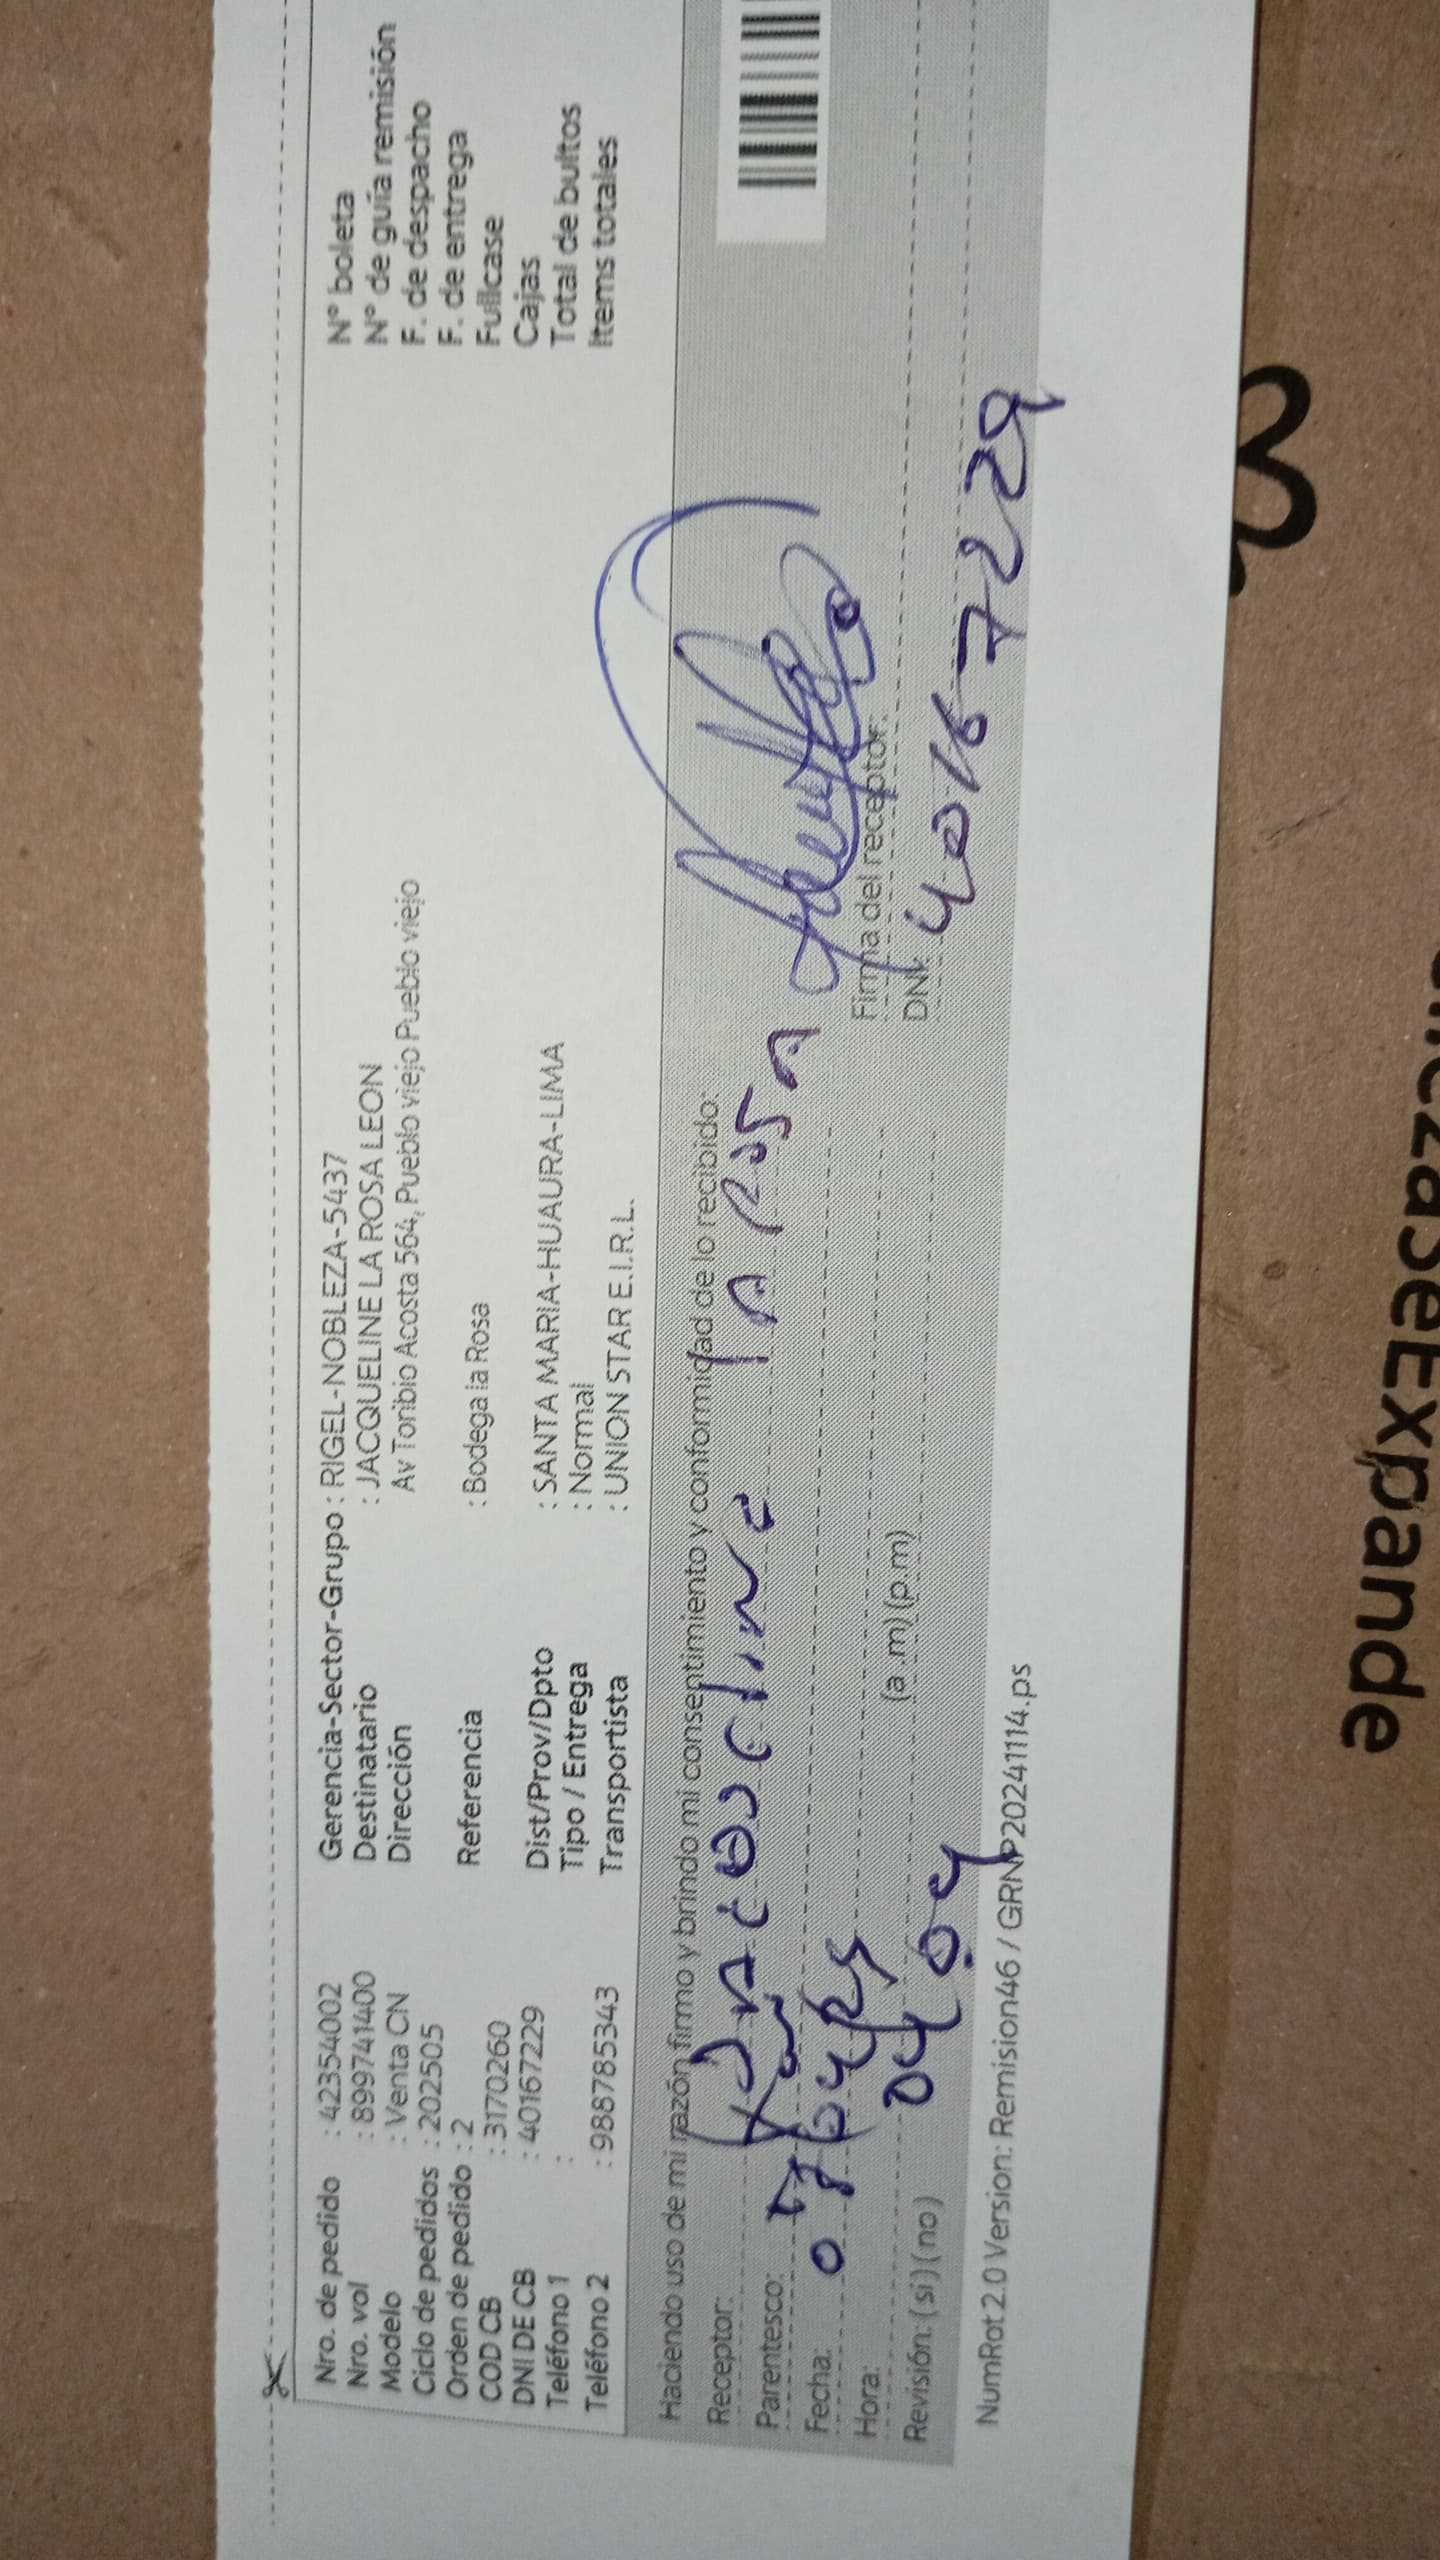 Nro. de pedido : 42354002
Nro. vol : 899741400
Modelo : Venta CN
Ciclo de pedidos : 202505
Orden de pedido : 2
COD CB : 3170260
DNI DE CB : 40167229
Teléfono 1 :
Teléfono 2 : 988785343
Gerencia-Sector-Grupo : RIGEL-NOBLEZA-5437
Destinatario : JACQUELINE LA ROSA LEON
Dirección Av Toribio Acosta 564, Pueblo viejo Pueblo viejo
Referencia : Bodega la Rosa
Dist/Prov/Dpto : SANTA MARIA-HUAURA-LIMA
Tipo / Entrega : Normal
Transportista : UNION STAR E.I.R.L.
N° boleta
N° de guía remisión
F. de despacho
F. de entrega
Fullcase
Cajas
Total de bultos
Items totales
Haciendo uso de mi razón firmo y brindo mi consentimiento y conformidad de lo recibido:
Receptor: la rosa
Parentesco:
Fecha:
Hora: (a .m) (p.m)
Firma del receptor:
Revisión: ( si ) ( no )
DNI: 40167229
NumRot 2.0 Version: Remision46 / GRNP20241114.ps
Expande